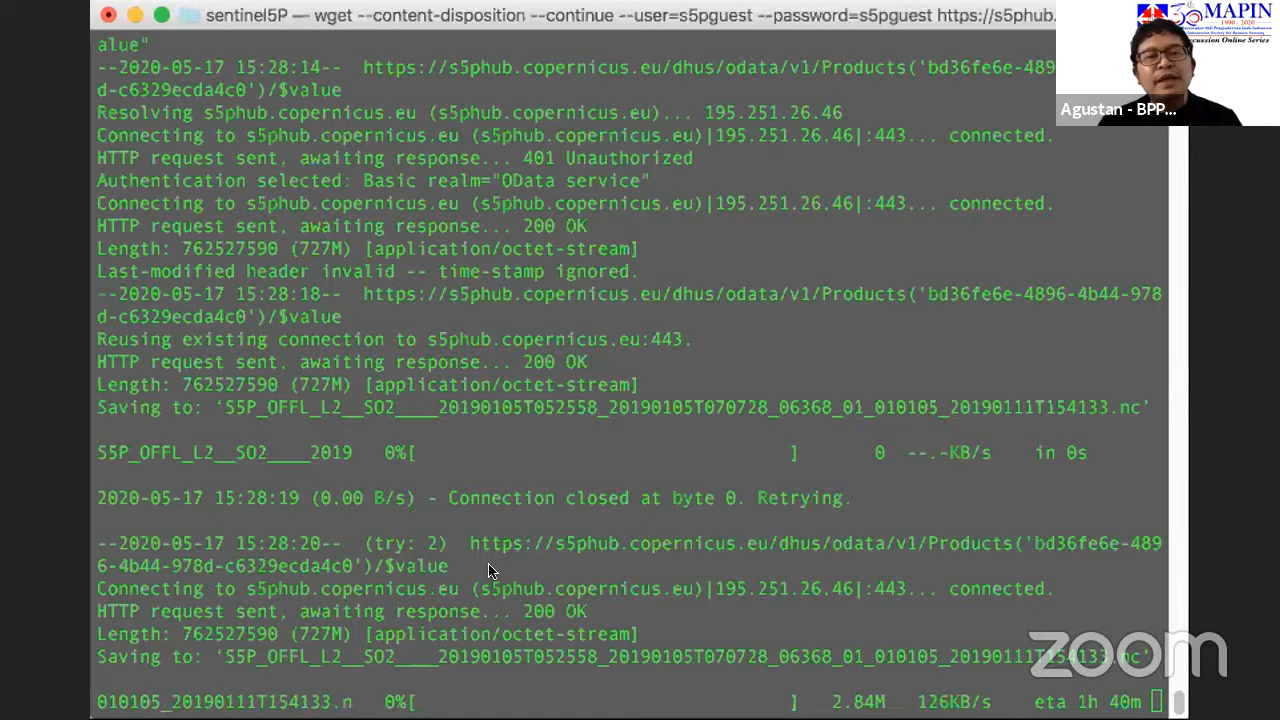 sentinel5P — wget --content-disposition --continue --user=s5pguest --password=s5pguest https://s5phub.
MAPIN
1990 - 2020
Discussion Online Series
Agustan - BPP...
alue"
--2020-05-17 15:28:14-- https://s5phub.copernicus.eu/dhus/odata/v1/Products('bd36fe6e-489
d-c6329ecda4c0')/$value
Resolving s5phub.copernicus.eu (s5phub.copernicus.eu)... 195.251.26.46
Connecting to s5phub.copernicus.eu (s5phub.copernicus.eu)|195.251.26.46|:443... connected.
HTTP request sent, awaiting response... 401 Unauthorized
Authentication selected: Basic realm="OData service"
Connecting to s5phub.copernicus.eu (s5phub.copernicus.eu)|195.251.26.46|:443... connected.
HTTP request sent, awaiting response... 200 OK
Length: 762527590 (727M) [application/octet-stream]
Last-modified header invalid -- time-stamp ignored.
--2020-05-17 15:28:18-- https://s5phub.copernicus.eu/dhus/odata/v1/Products('bd36fe6e-4896-4b44-978
d-c6329ecda4c0')/$value
Reusing existing connection to s5phub.copernicus.eu:443.
HTTP request sent, awaiting response... 200 OK
Length: 762527590 (727M) [application/octet-stream]
Saving to: ‘S5P_OFFL_L2__SO2____20190105T052558_20190105T070728_06368_01_010105_20190111T154133.nc’
S5P_OFFL_L2__SO2____2019 0%[ ] 0 --.-KB/s in 0s
2020-05-17 15:28:19 (0.00 B/s) - Connection closed at byte 0. Retrying.
--2020-05-17 15:28:20-- (try: 2) https://s5phub.copernicus.eu/dhus/odata/v1/Products('bd36fe6e-489
6-4b44-978d-c6329ecda4c0')/$value
Connecting to s5phub.copernicus.eu (s5phub.copernicus.eu)|195.251.26.46|:443... connected.
HTTP request sent, awaiting response... 200 OK
Length: 762527590 (727M) [application/octet-stream]
Saving to: ‘S5P_OFFL_L2__SO2____20190105T052558_20190105T070728_06368_01_010105_20190111T154133.nc’
010105_20190111T154133.n 0%[ ] 2.84M 126KB/s eta 1h 40m
zoom